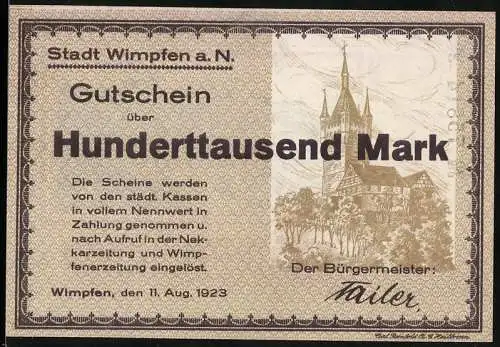 Stadt Wimpfen a. N.
Gutschein
über
Hunderttausend Mark
Die Scheine werden
von den städt. Kassen
in vollem Nennwert in
Zahlung genommen u.
nach Aufruf in der Nek-
karzeitung und Wimp-
fenerzeitung eingelöst.
Der Bürgermeister:
Wimpfen, den 11. Aug. 1923
Sailer.